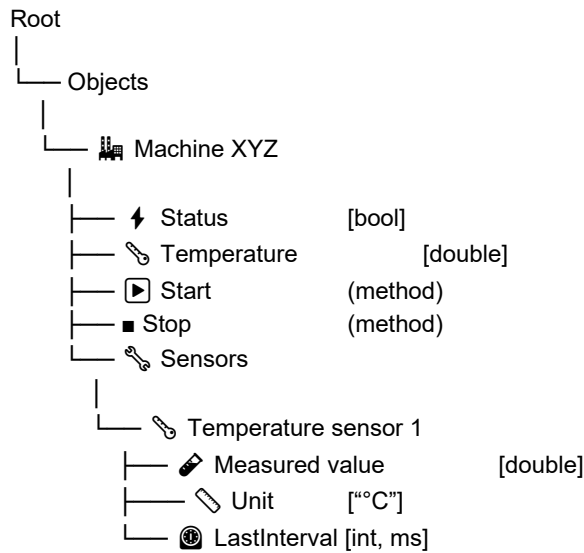 Root
Objects
Machine XYZ
Status [bool]
Temperature [double]
Start (method)
Stop (method)
Sensors
Temperature sensor 1
Measured value [double]
Unit [“°C”]
LastInterval [int, ms]